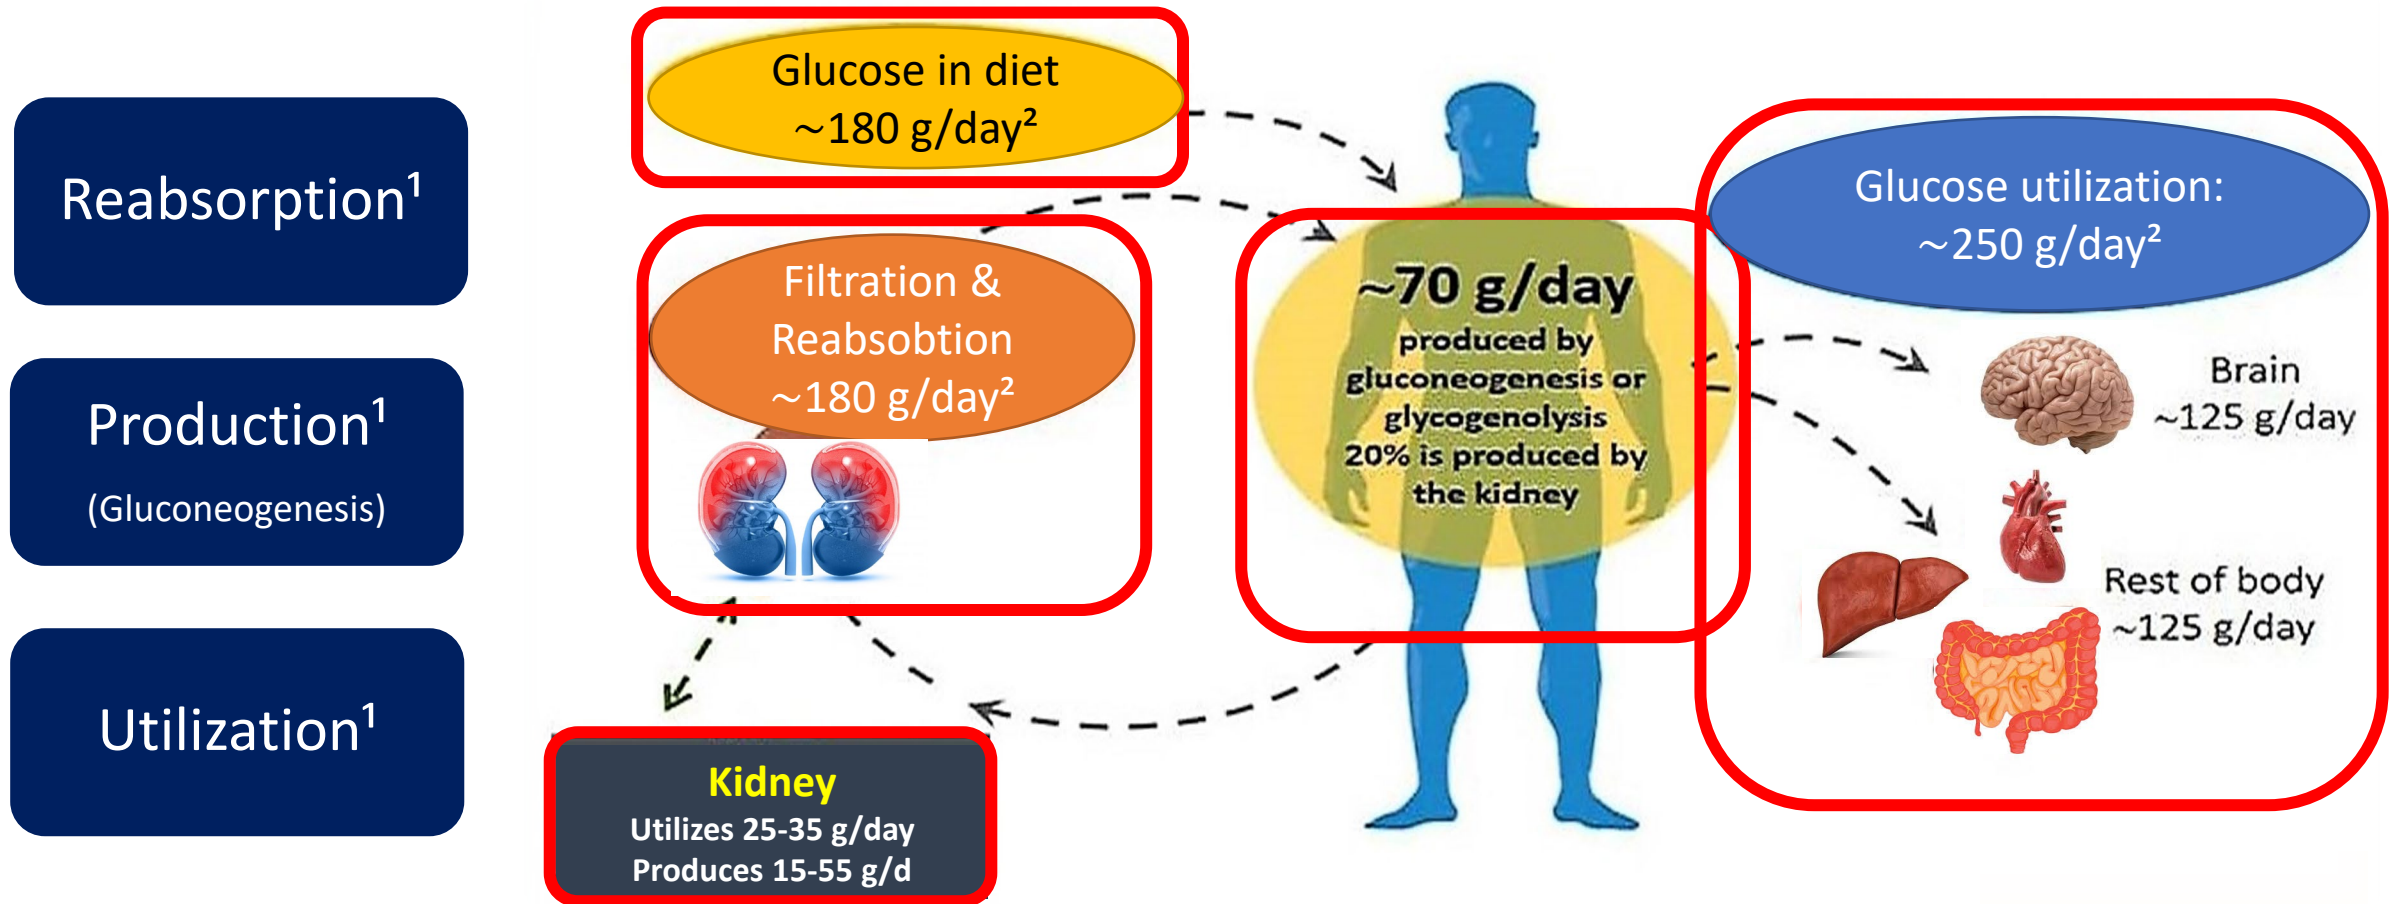 Reabsorption¹
Production¹
(Gluconeogenesis)
Utilization¹
Glucose in diet
~180 g/day²
Filtration &
Reabsobtion
~180 g/day²
Kidney
Utilizes 25-35 g/day
Produces 15-55 g/d
~70 g/day
produced by
gluconeogenesis or
glycogenolysis
20% is produced by
the kidney
Glucose utilization:
~250 g/day²
Brain
~125 g/day
Rest of body
~125 g/day